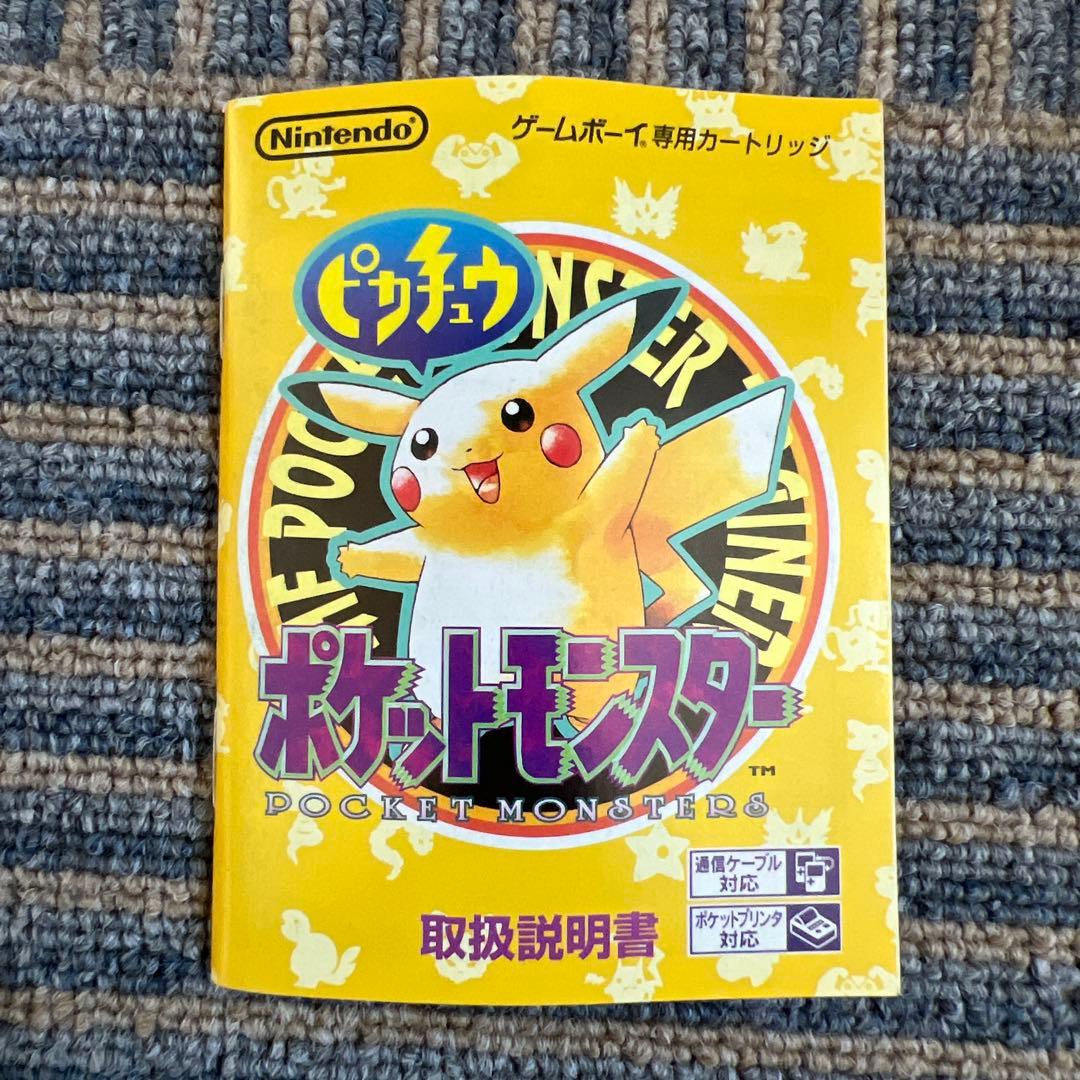 Nintendo®
ゲームボーイ®専用カートリッジ
ピカチュウ
ポケットモンスター™
POCKET MONSTERS
通信ケーブル
対応
ポケットプリンタ
対応
取扱説明書